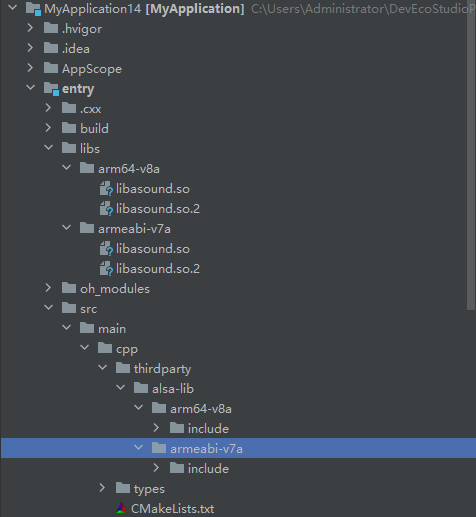 MyApplication14 [MyApplication] C:\Users\Administrator\DevEcoStudioP
.hvigor
.idea
AppScope
entry
.cxx
build
libs
arm64-v8a
libasound.so
libasound.so.2
armeabi-v7a
libasound.so
libasound.so.2
oh_modules
src
main
cpp
thirdparty
alsa-lib
arm64-v8a
include
armeabi-v7a
include
types
CMakeLists.txt